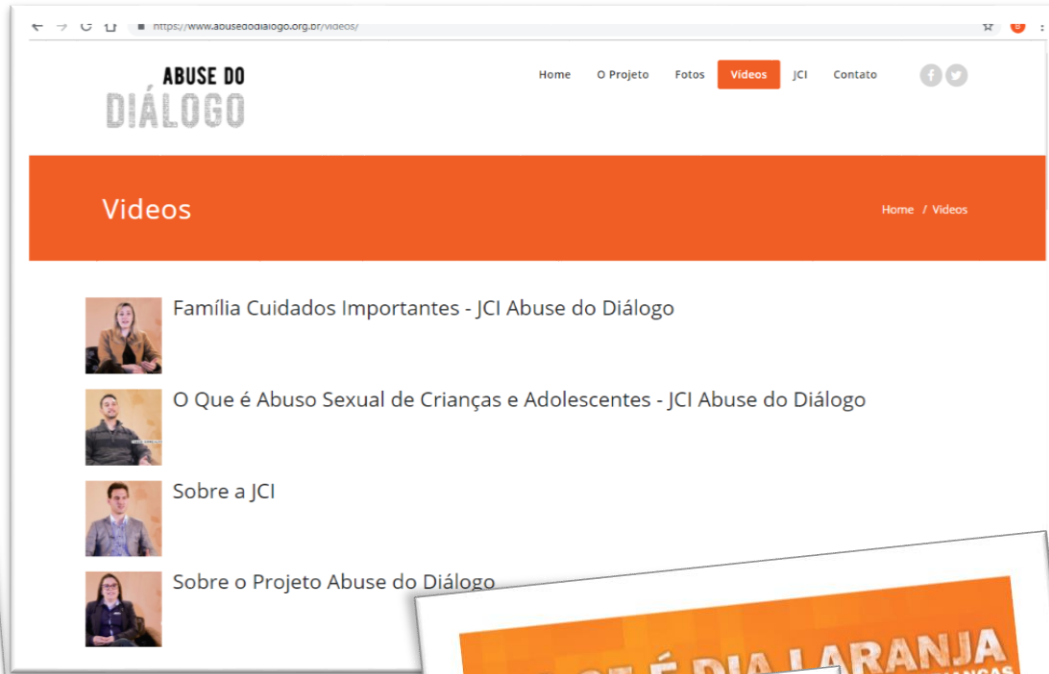 https://www.abusedodialogo.org.br/videos/
ABUSE DO
DIÁLOGO
Home O Projeto Fotos Vídeos JCI Contato
Videos
Home / Videos
Família Cuidados Importantes - JCI Abuse do Diálogo
O Que é Abuso Sexual de Crianças e Adolescentes - JCI Abuse do Diálogo
Sobre a JCI
Sobre o Projeto Abuse do Diálogo
É DIA LARANJA